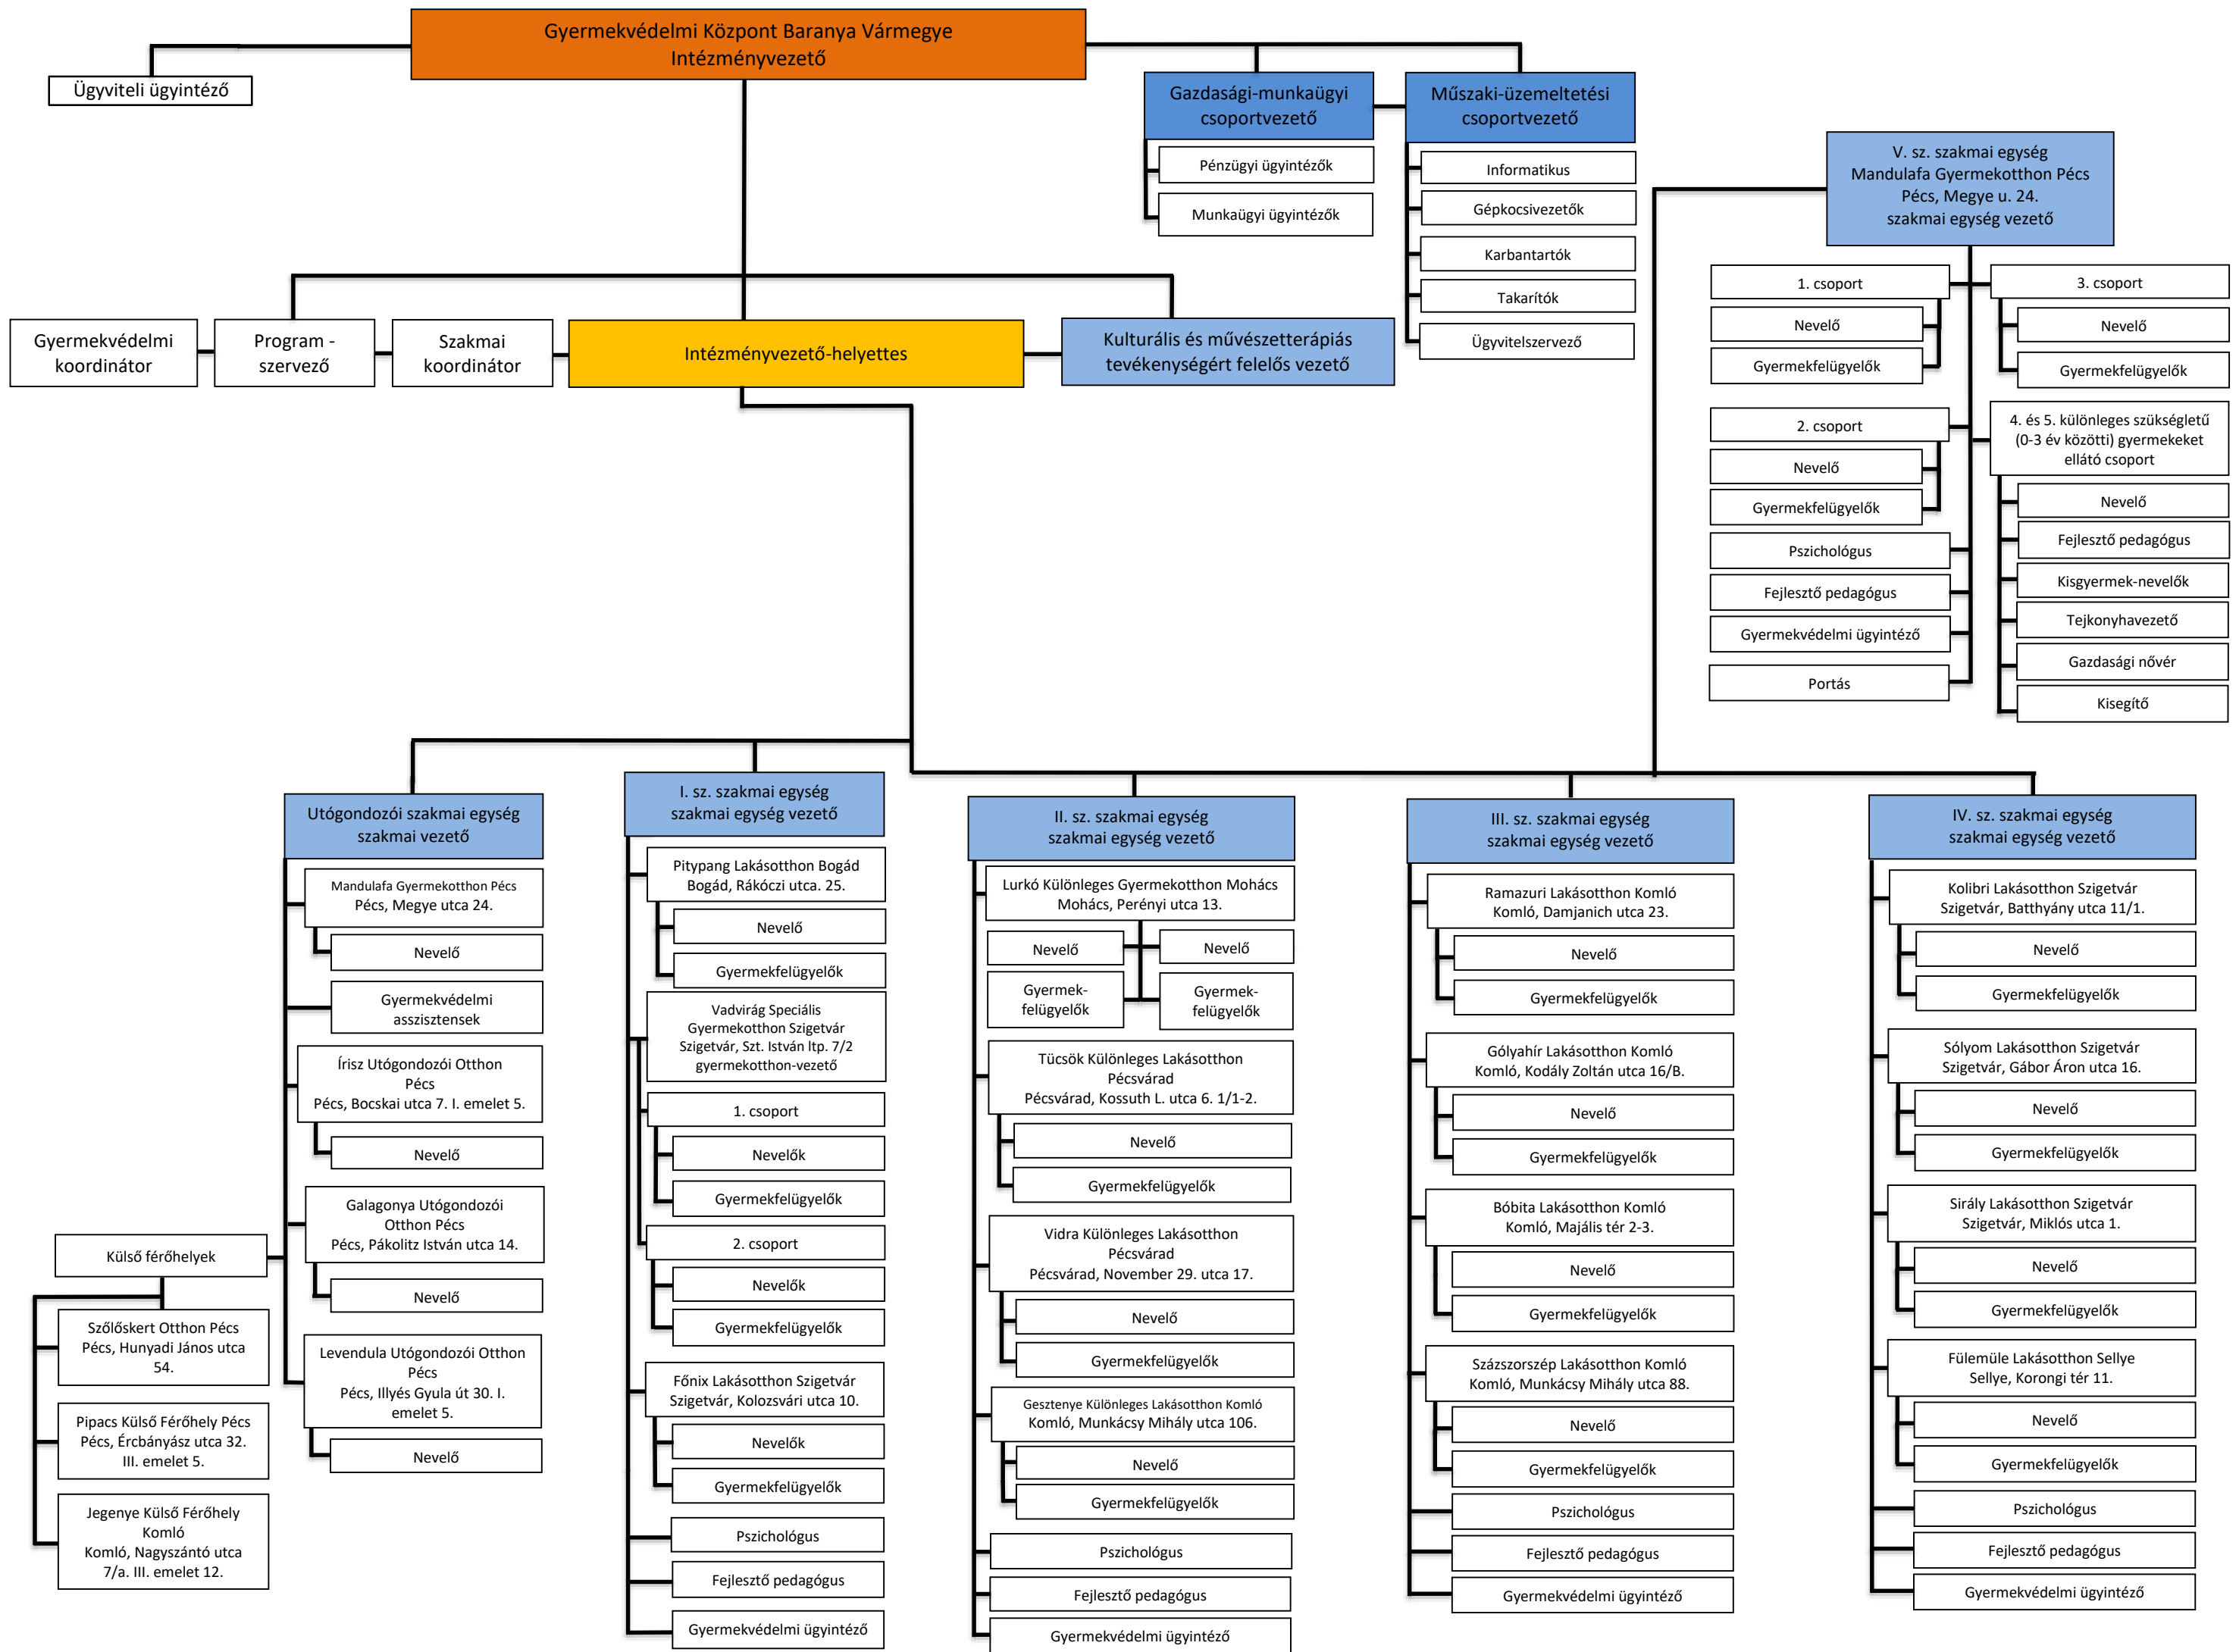 Gyermekvédelmi Központ Baranya Vármegye
Intézményvezető
Ügyviteli ügyintéző
Gazdasági-munkaügyi
csoportvezető
Pénzügyi ügyintézők
Munkaügyi ügyintézők
Műszaki-üzemeltetési
csoportvezető
Informatikus
Gépkocsivezetők
Karbantartók
Takarítók
Ügyvitelszervező
Gyermekvédelmi
koordinátor
Program -
szervező
Szakmai
koordinátor
Intézményvezető-helyettes
Kulturális és művészetterápiás
tevékenységért felelős vezető
V. sz. szakmai egység
Mandulafa Gyermekotthon Pécs
Pécs, Megye u. 24.
szakmai egység vezető
1. csoport
Nevelő
Gyermekfelügyelők
2. csoport
Nevelő
Gyermekfelügyelők
Pszichológus
Fejlesztő pedagógus
Gyermekvédelmi ügyintéző
Portás
3. csoport
Nevelő
Gyermekfelügyelők
4. és 5. különleges szükségletű
(0-3 év közötti) gyermekeket
ellátó csoport
Nevelő
Fejlesztő pedagógus
Kisgyermek-nevelők
Tejkonyhavezető
Gazdasági nővér
Kisegítő
Utógondozói szakmai egység
szakmai vezető
Mandulafa Gyermekotthon Pécs
Pécs, Megye utca 24.
Nevelő
Gyermekvédelmi
asszisztensek
Írisz Utógondozói Otthon
Pécs
Pécs, Bocskai utca 7. I. emelet 5.
Nevelő
Galagonya Utógondozói
Otthon Pécs
Pécs, Pákolitz István utca 14.
Nevelő
Levendula Utógondozói Otthon
Pécs
Pécs, Illyés Gyula út 30. I.
emelet 5.
Nevelő
Külső férőhelyek
Szőlőskert Otthon Pécs
Pécs, Hunyadi János utca
54.
Pipacs Külső Férőhely Pécs
Pécs, Ércbányász utca 32.
III. emelet 5.
Jegenye Külső Férőhely
Komló
Komló, Nagyszántó utca
7/a. III. emelet 12.
I. sz. szakmai egység
szakmai egység vezető
Pitypang Lakásotthon Bogád
Bogád, Rákóczi utca. 25.
Nevelő
Gyermekfelügyelők
Vadvirág Speciális
Gyermekotthon Szigetvár
Szigetvár, Szt. István ltp. 7/2
gyermekotthon-vezető
1. csoport
Nevelők
Gyermekfelügyelők
2. csoport
Nevelők
Gyermekfelügyelők
Főnix Lakásotthon Szigetvár
Szigetvár, Kolozsvári utca 10.
Nevelők
Gyermekfelügyelők
Pszichológus
Fejlesztő pedagógus
Gyermekvédelmi ügyintéző
II. sz. szakmai egység
szakmai egység vezető
Lurkó Különleges Gyermekotthon Mohács
Mohács, Perényi utca 13.
Nevelő
Nevelő
Gyermek-
felügyelők
Gyermek-
felügyelők
Tücsök Különleges Lakásotthon
Pécsvárad
Pécsvárad, Kossuth L. utca 6. 1/1-2.
Nevelő
Gyermekfelügyelők
Vidra Különleges Lakásotthon
Pécsvárad
Pécsvárad, November 29. utca 17.
Nevelő
Gyermekfelügyelők
Gesztenye Különleges Lakásotthon Komló
Komló, Munkácsy Mihály utca 106.
Nevelő
Gyermekfelügyelők
Pszichológus
Fejlesztő pedagógus
Gyermekvédelmi ügyintéző
III. sz. szakmai egység
szakmai egység vezető
Ramazuri Lakásotthon Komló
Komló, Damjanich utca 23.
Nevelő
Gyermekfelügyelők
Gólyahír Lakásotthon Komló
Komló, Kodály Zoltán utca 16/B.
Nevelő
Gyermekfelügyelők
Bóbita Lakásotthon Komló
Komló, Majális tér 2-3.
Nevelő
Gyermekfelügyelők
Százszorszép Lakásotthon Komló
Komló, Munkácsy Mihály utca 88.
Nevelő
Gyermekfelügyelők
Pszichológus
Fejlesztő pedagógus
Gyermekvédelmi ügyintéző
IV. sz. szakmai egység
szakmai egység vezető
Kolibri Lakásotthon Szigetvár
Szigetvár, Batthyány utca 11/1.
Nevelő
Gyermekfelügyelők
Sólyom Lakásotthon Szigetvár
Szigetvár, Gábor Áron utca 16.
Nevelő
Gyermekfelügyelők
Sirály Lakásotthon Szigetvár
Szigetvár, Miklós utca 1.
Nevelő
Gyermekfelügyelők
Fülemüle Lakásotthon Sellye
Sellye, Korongi tér 11.
Nevelő
Gyermekfelügyelők
Pszichológus
Fejlesztő pedagógus
Gyermekvédelmi ügyintéző